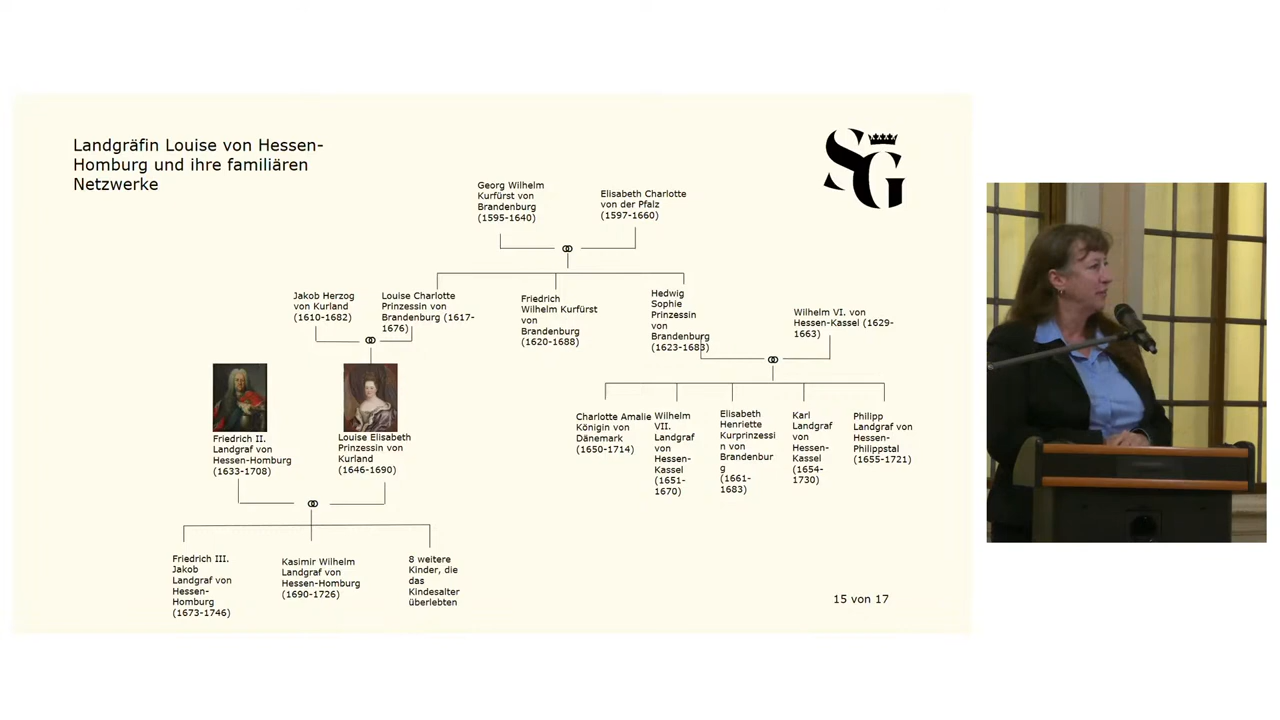 Landgräfin Louise von Hessen-
Homburg und ihre familiären
Netzwerke
SG
Georg Wilhelm
Kurfürst von
Brandenburg
(1595-1640)
Elisabeth Charlotte
von der Pfalz
(1597-1660)
Jakob Herzog
von Kurland
(1610-1682)
Louise Charlotte
Prinzessin von
Brandenburg (1617-
1676)
Friedrich
Wilhelm Kurfürst
von
Brandenburg
(1620-1688)
Hedwig
Sophie
Prinzessin
von
Brandenburg
(1623-1683)
Wilhelm VI. von
Hessen-Kassel (1629-
1663)
Friedrich II.
Landgraf von
Hessen-Homburg
(1633-1708)
Louise Elisabeth
Prinzessin von
Kurland
(1646-1690)
Charlotte Amalie
Königin von
Dänemark
(1650-1714)
Wilhelm
VII.
Landgraf
von
Hessen-
Kassel
(1651-
1670)
Elisabeth
Henriette
Kurprinzessi
n von
Brandenbur
g
(1661-
1683)
Karl
Landgraf
von
Hessen-
Kassel
(1654-
1730)
Philipp
Landgraf von
Hessen-
Philippstal
(1655-1721)
Friedrich III.
Jakob
Landgraf von
Hessen-
Homburg
(1673-1746)
Kasimir Wilhelm
Landgraf von
Hessen-Homburg
(1690-1726)
8 weitere
Kinder, die
das
Kindesalter
überlebten
15 von 17